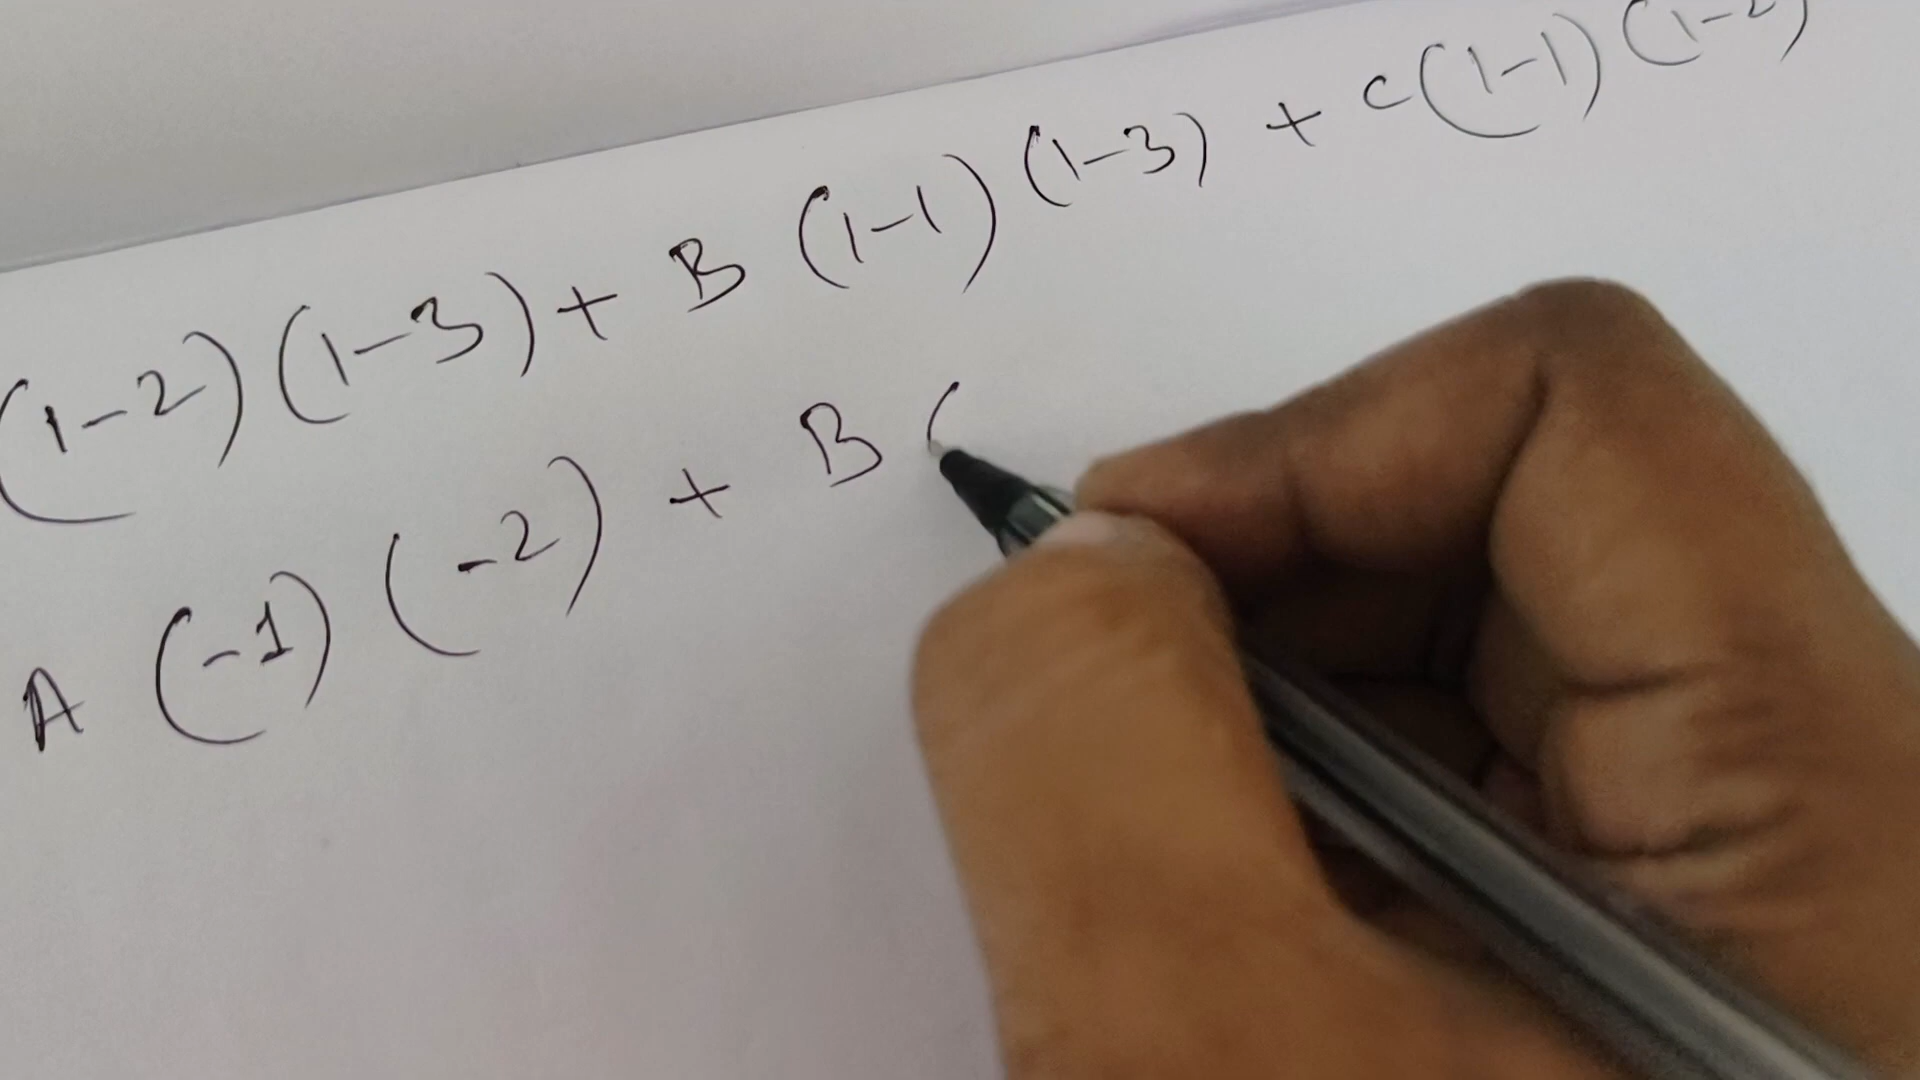 (1-2)(1-3)+ B (1-1)(1-3) + C(1-1)(1-2)
A (-1)(-2) + B (